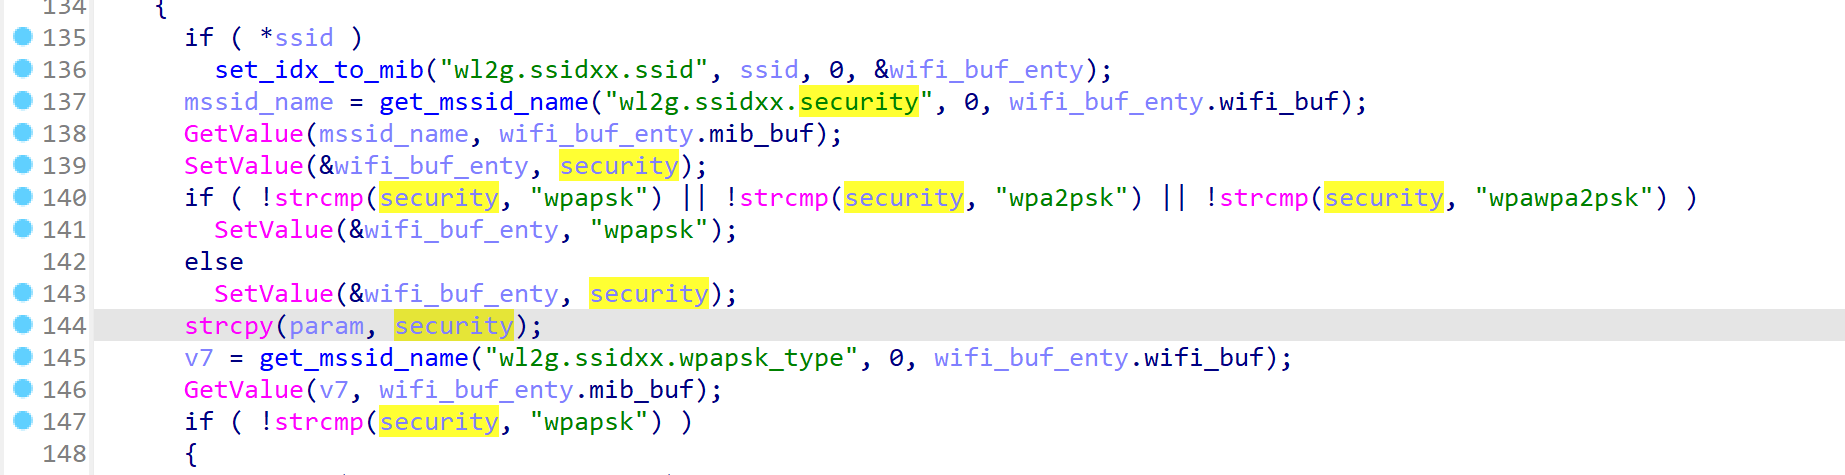 134 {
135 if ( *ssid )
136 set_idx_to_mib("wl2g.ssidxx.ssid", ssid, 0, &wifi_buf_enty);
137 mssid_name = get_mssid_name("wl2g.ssidxx.security", 0, wifi_buf_enty.wifi_buf);
138 GetValue(mssid_name, wifi_buf_enty.mib_buf);
139 SetValue(&wifi_buf_enty, security);
140 if ( !strcmp(security, "wpapsk") || !strcmp(security, "wpa2psk") || !strcmp(security, "wpawpa2psk") )
141 SetValue(&wifi_buf_enty, "wpapsk");
142 else
143 SetValue(&wifi_buf_enty, security);
144 strcpy(param, security);
145 v7 = get_mssid_name("wl2g.ssidxx.wpapsk_type", 0, wifi_buf_enty.wifi_buf);
146 GetValue(v7, wifi_buf_enty.mib_buf);
147 if ( !strcmp(security, "wpapsk") )
148 {